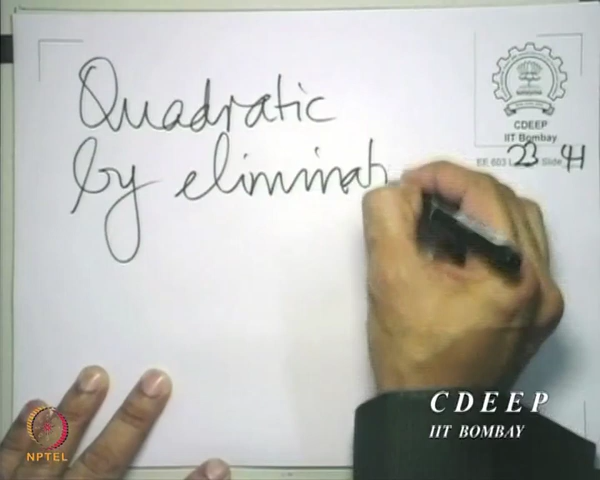 Quadratic
by eliminat
CDEEP
IIT Bombay
EE 603 L 23 Slide 41
CDEEP
IIT BOMBAY
NPTEL